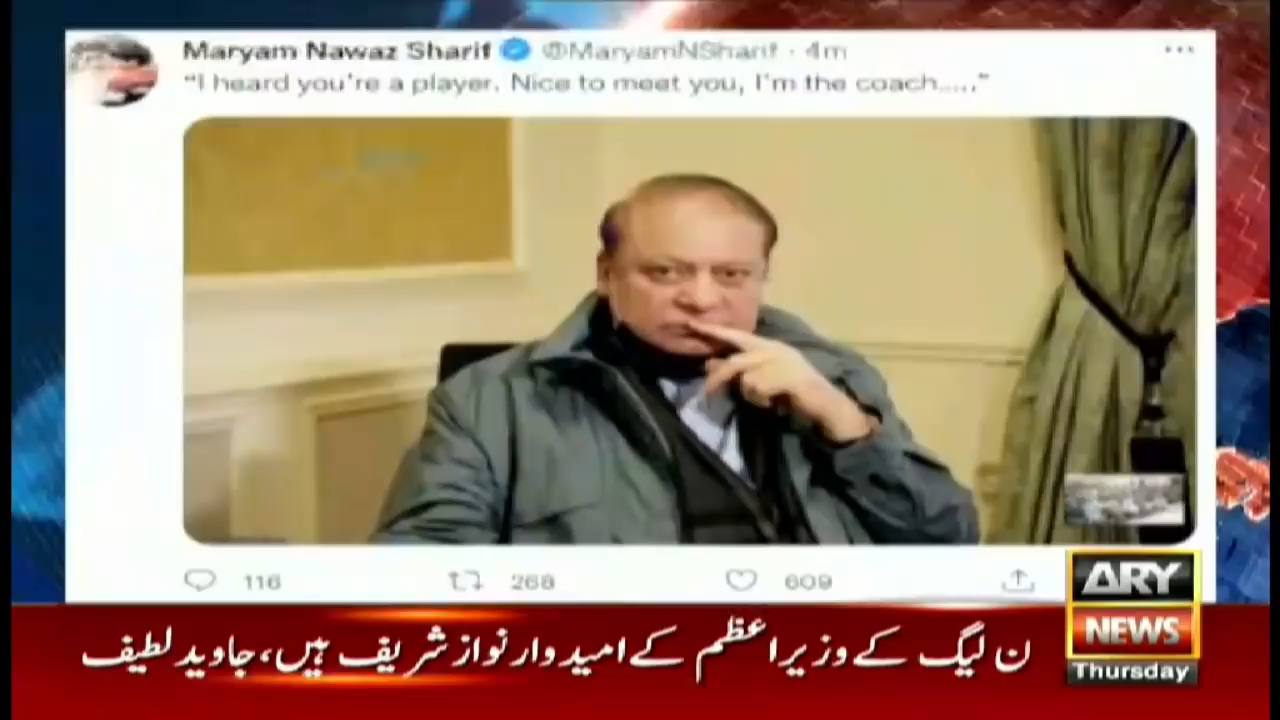 Maryam Nawaz Sharif @MaryamNSharif · 4m
“I heard you're a player. Nice to meet you, I'm the coach.....”
116 268 609
ARY
NEWS
Thursday
ن لیگ کے وزیراعظم کے امیدوار نواز شریف ہیں، جاوید لطیف